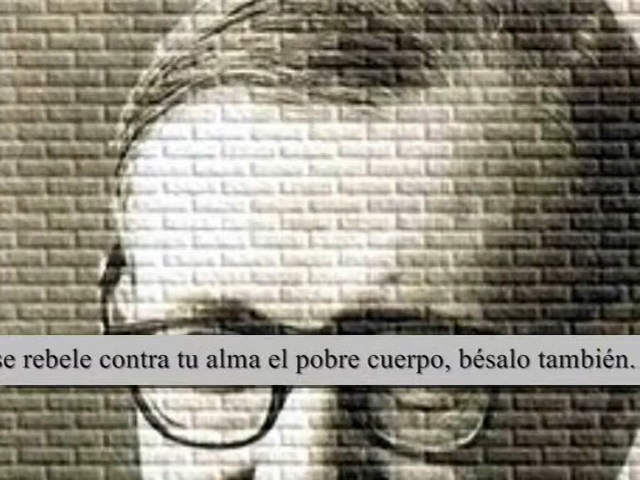 se rebele contra tu alma el pobre cuerpo, bésalo también.